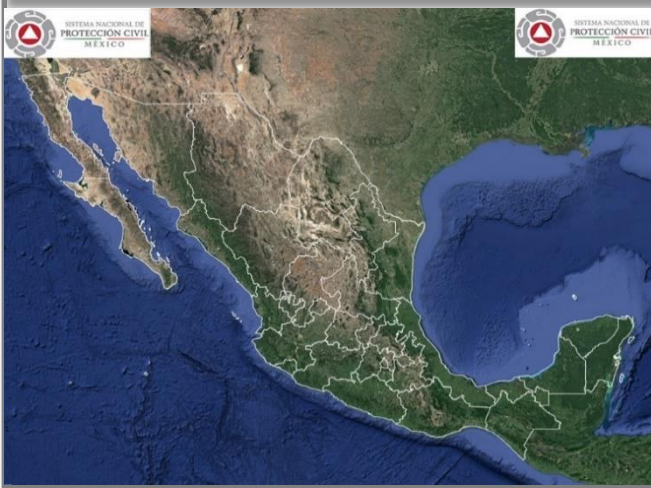 SISTEMA NACIONAL DE
PROTECCIÓN CIVIL
MÉXICO
SISTEMA NACIONAL DE
PROTECCIÓN CIVIL
MÉXICO